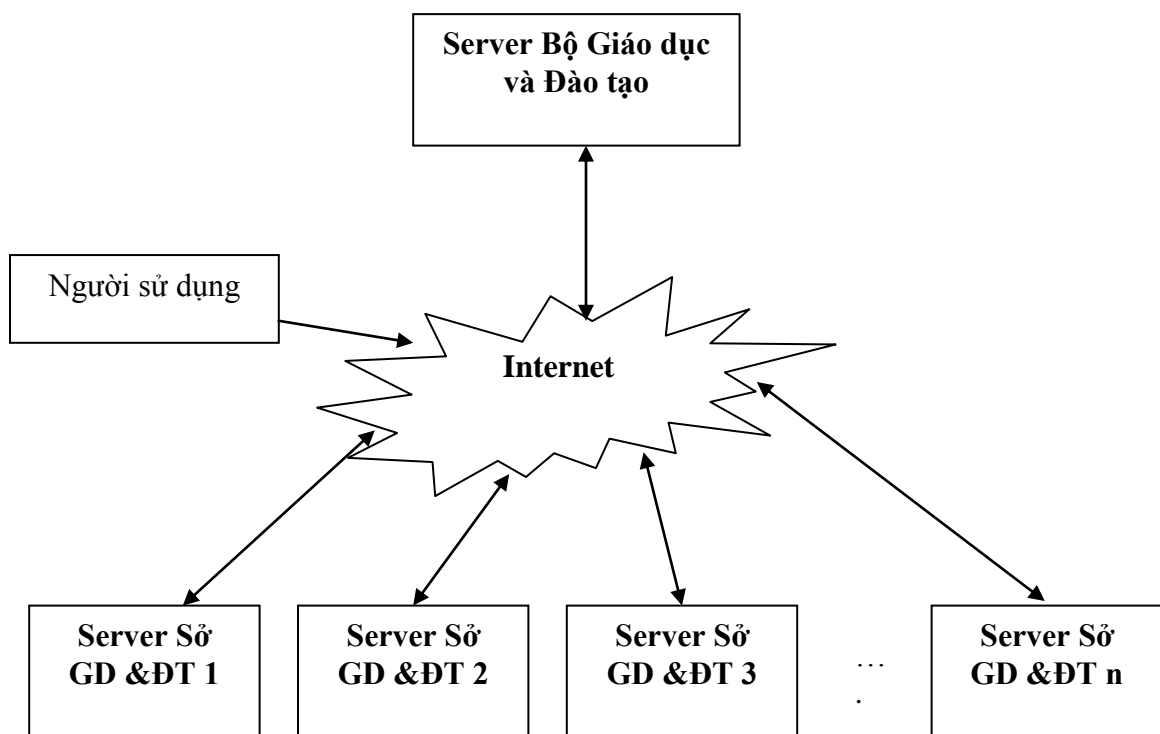 Server Bộ Giáo dục
và Đào tạo
Người sử dụng
Internet
Server Sở
GD &ĐT 1
Server Sở
GD &ĐT 2
Server Sở
GD &ĐT 3
…
.
Server Sở
GD &ĐT n